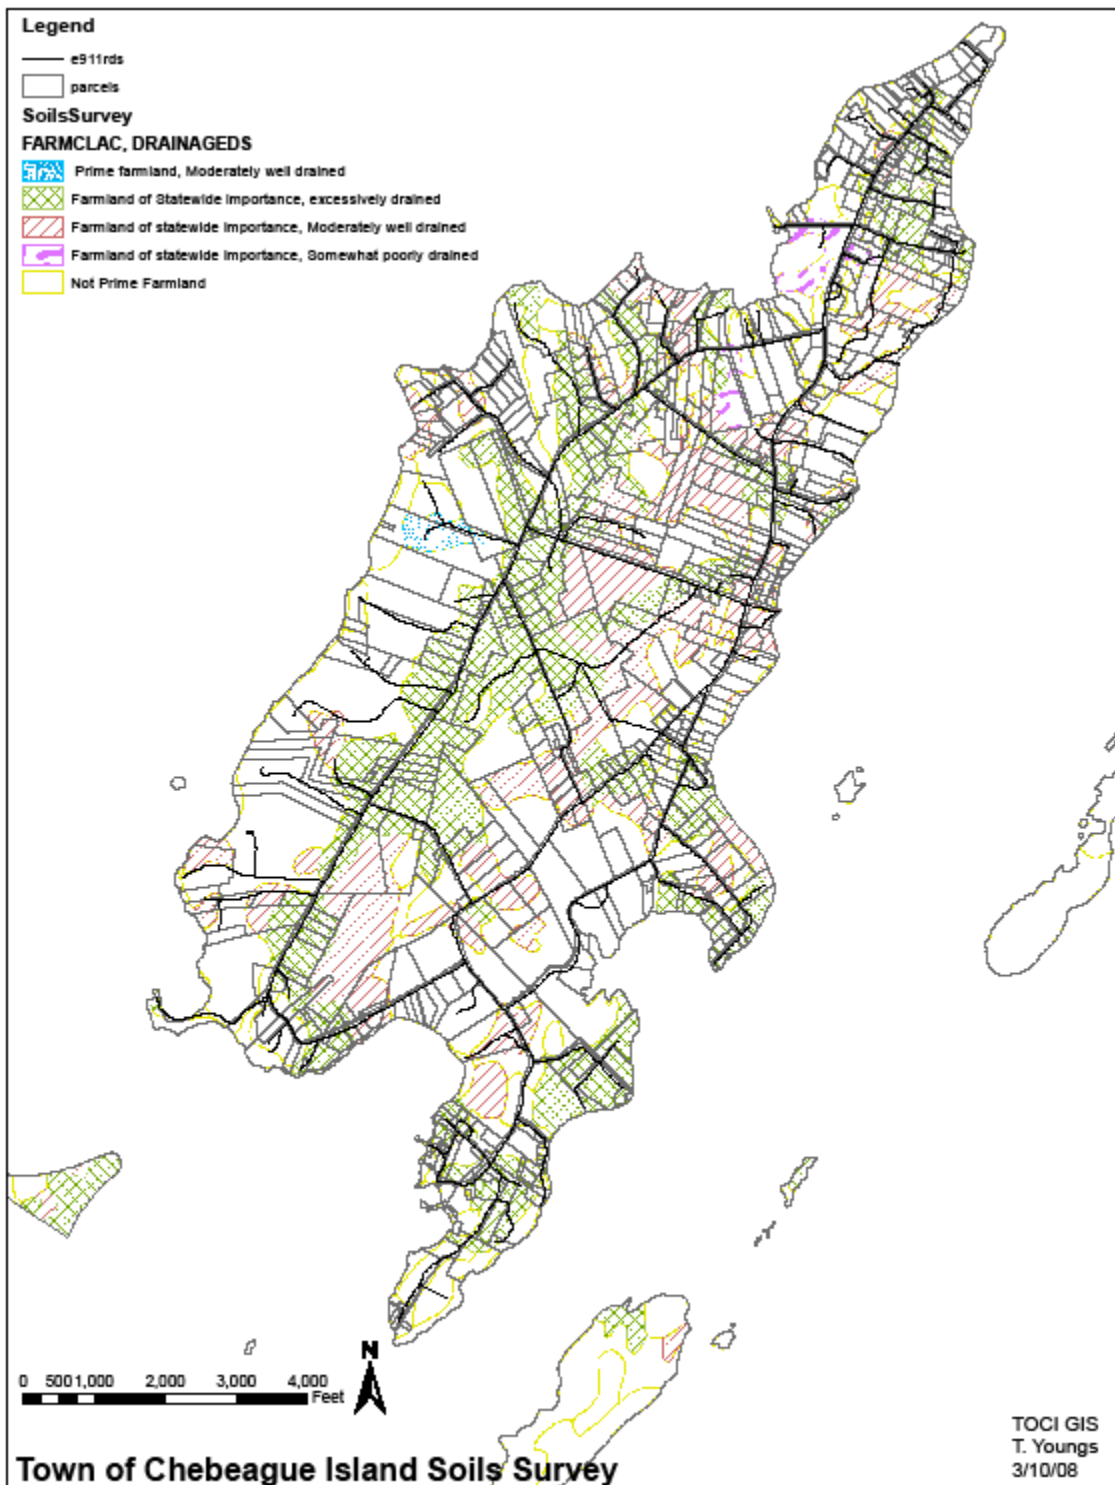 Legend
e911rds
parcels
SoilsSurvey
FARMCLAC, DRAINAGEDS
Prime farmland, Moderately well drained
Farmland of Statewide Importance, excessively drained
Farmland of statewide Importance, Moderately well drained
Farmland of statewide Importance, Somewhat poorly drained
Not Prime Farmland
N
0 500 1,000 2,000 3,000 4,000
Feet
TOCI GIS
T. Youngs
3/10/08
Town of Chebeague Island Soils Survey